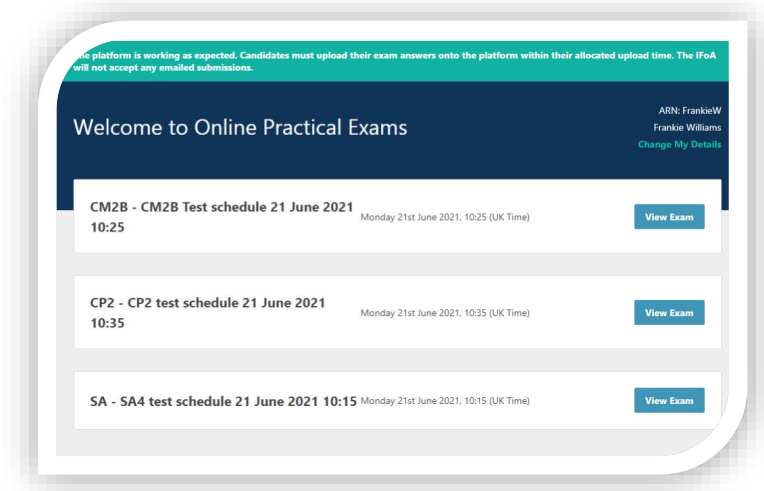 platform is working as expected. Candidates must upload their exam answers onto the platform within their allocated upload time. The IFoA
will not accept any emailed submissions.
ARN: FrankieW
Welcome to Online Practical Exams
Frankie Williams
Change My Details
CM2B - CM2B Test schedule 21 June 2021
10:25
Monday 21st June 2021, 10:25 (UK Time)
View Exam
CP2 - CP2 test schedule 21 June 2021
10:35
Monday 21st June 2021, 10:35 (UK Time)
View Exam
SA - SA4 test schedule 21 June 2021 10:15 Monday 21st June 2021, 10:15 (UK Time)
View Exam